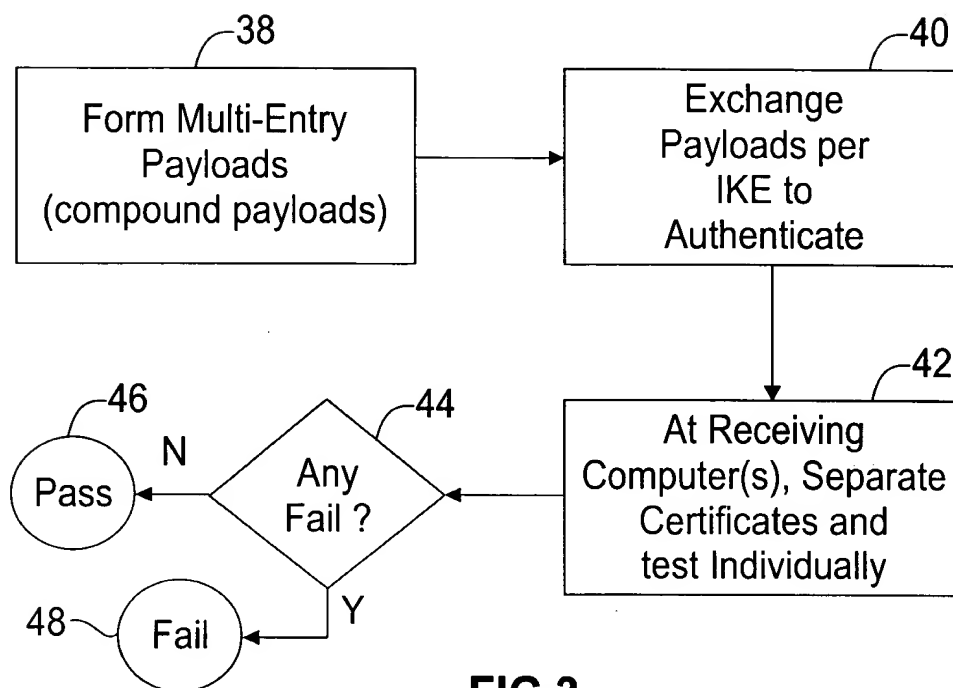 38
Form Multi-Entry
Payloads
(compound payloads)
40
Exchange
Payloads per
IKE to
Authenticate
42
At Receiving
Computer(s), Separate
Certificates and
test Individually
44
Any
Fail ?
N
46
Pass
Y
48
Fail